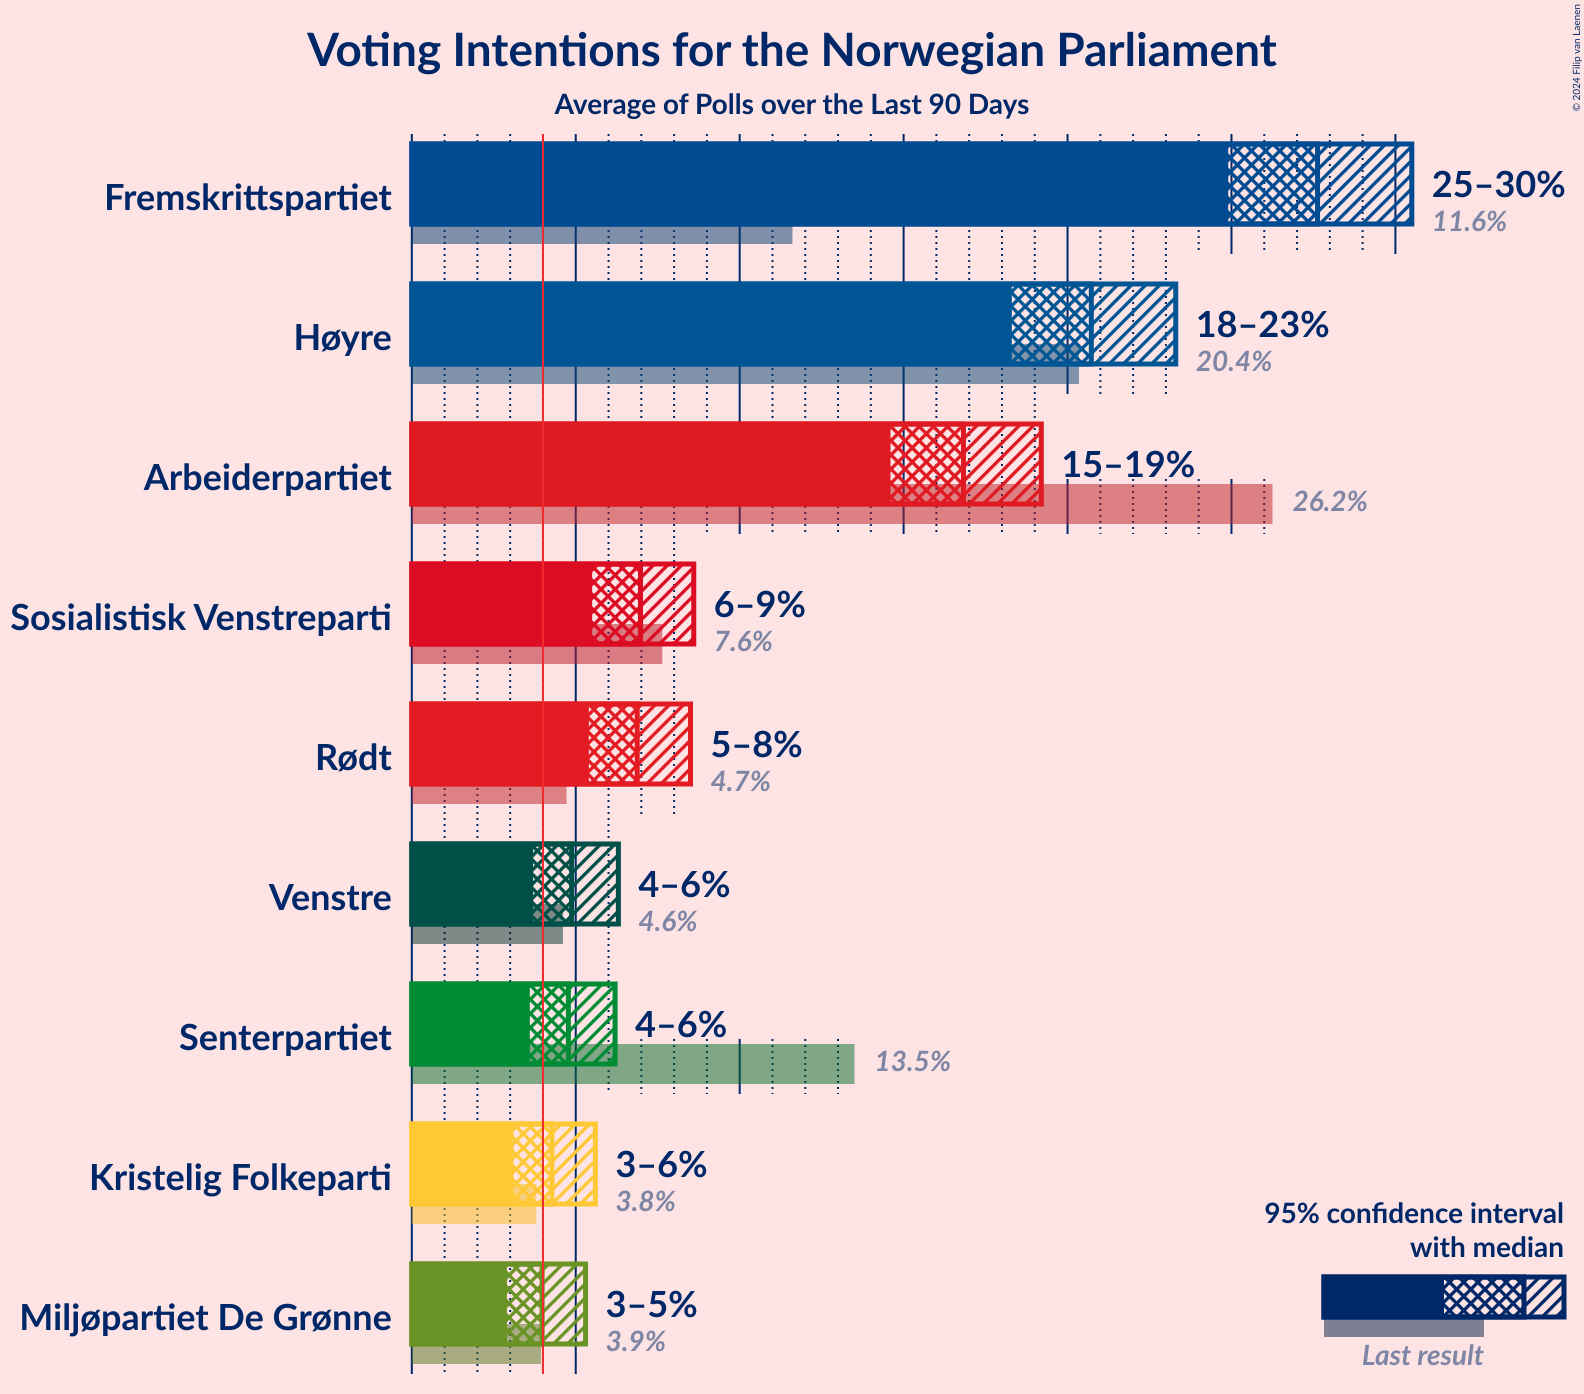 © 2024 Filip van Laenen
Voting Intentions for the Norwegian Parliament
Average of Polls over the Last 90 Days
Fremskrittspartiet
25–30%
11.6%
Høyre
18–23%
20.4%
Arbeiderpartiet
15–19%
26.2%
Sosialistisk Venstreparti
6–9%
7.6%
Rødt
5–8%
4.7%
Venstre
4–6%
4.6%
Senterpartiet
4–6%
13.5%
Kristelig Folkeparti
3–6%
3.8%
Miljøpartiet De Grønne
3–5%
3.9%
95% confidence interval
with median
Last result